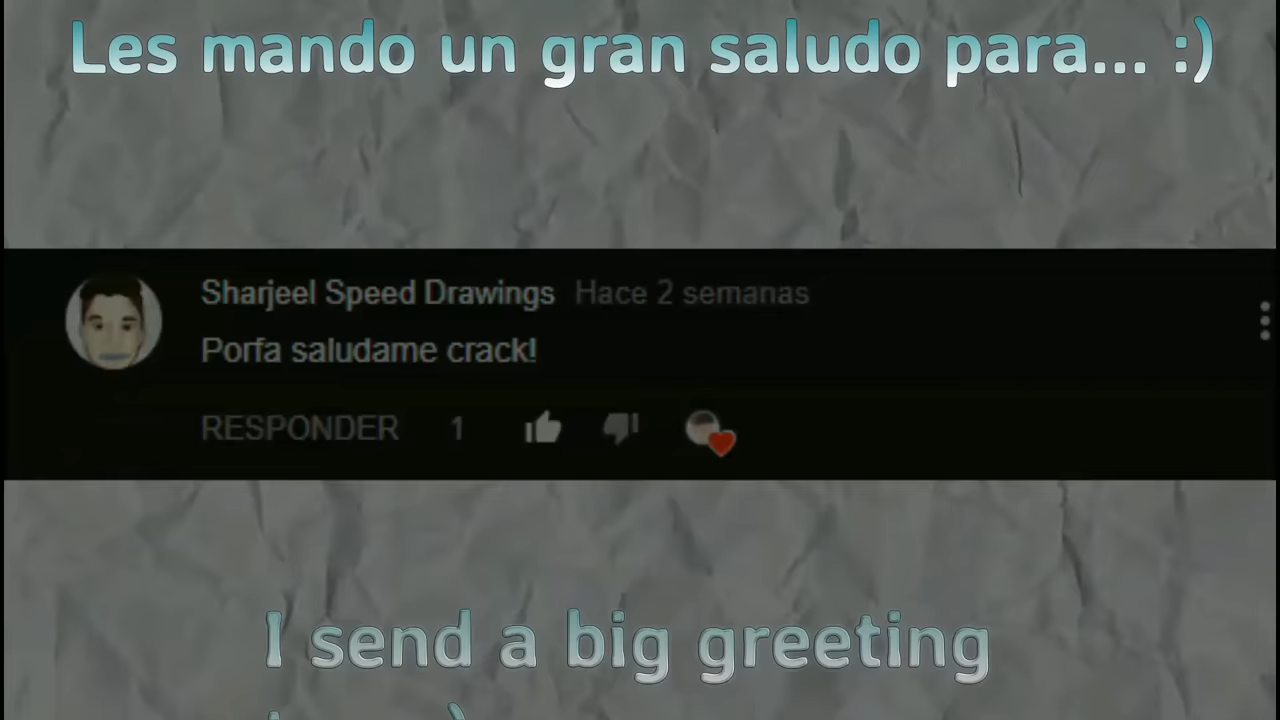 Les mando un gran saludo para... :)
Sharjeel Speed Drawings Hace 2 semanas
Porfa saludame crack!
RESPONDER 1
I send a big greeting